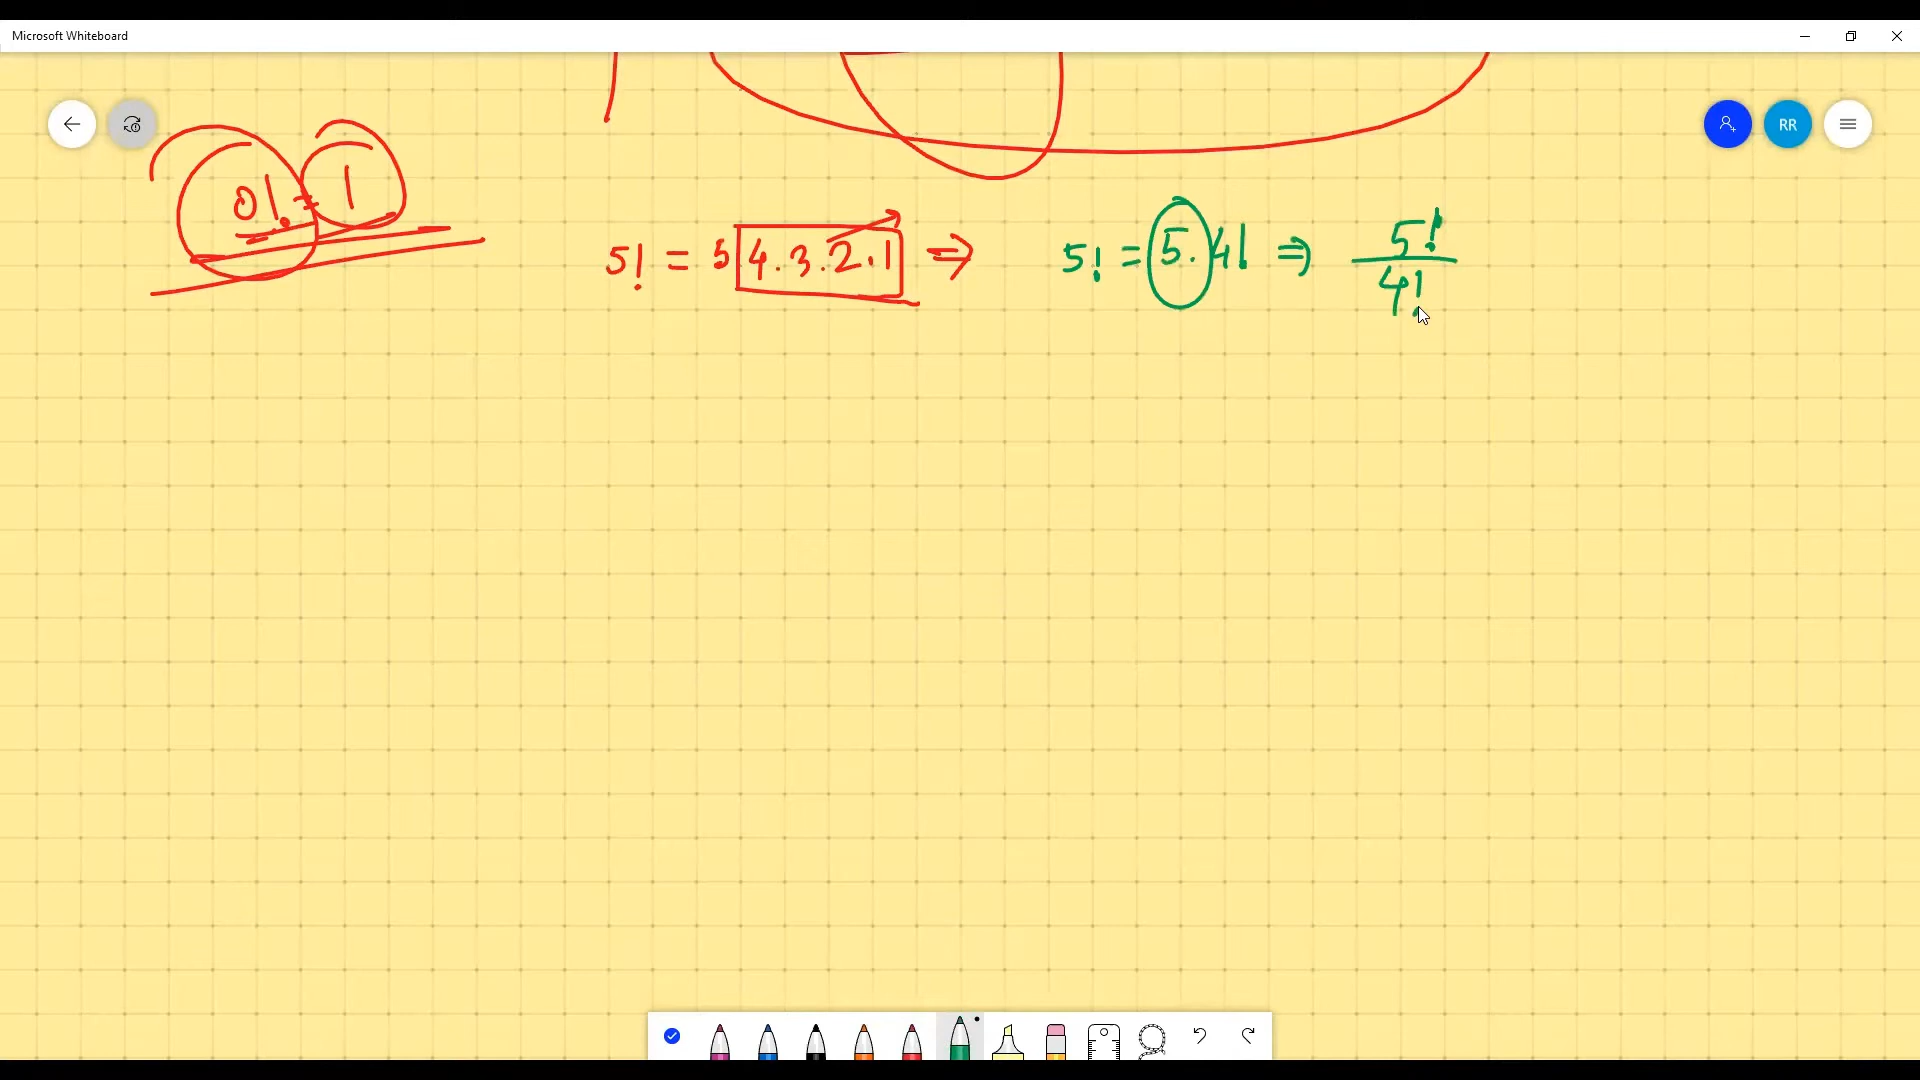 Microsoft Whiteboard
RR
0! = 1
5! = 5 4.3.2.1 ⇒ 5! = 5.4! ⇒ 5!/4!